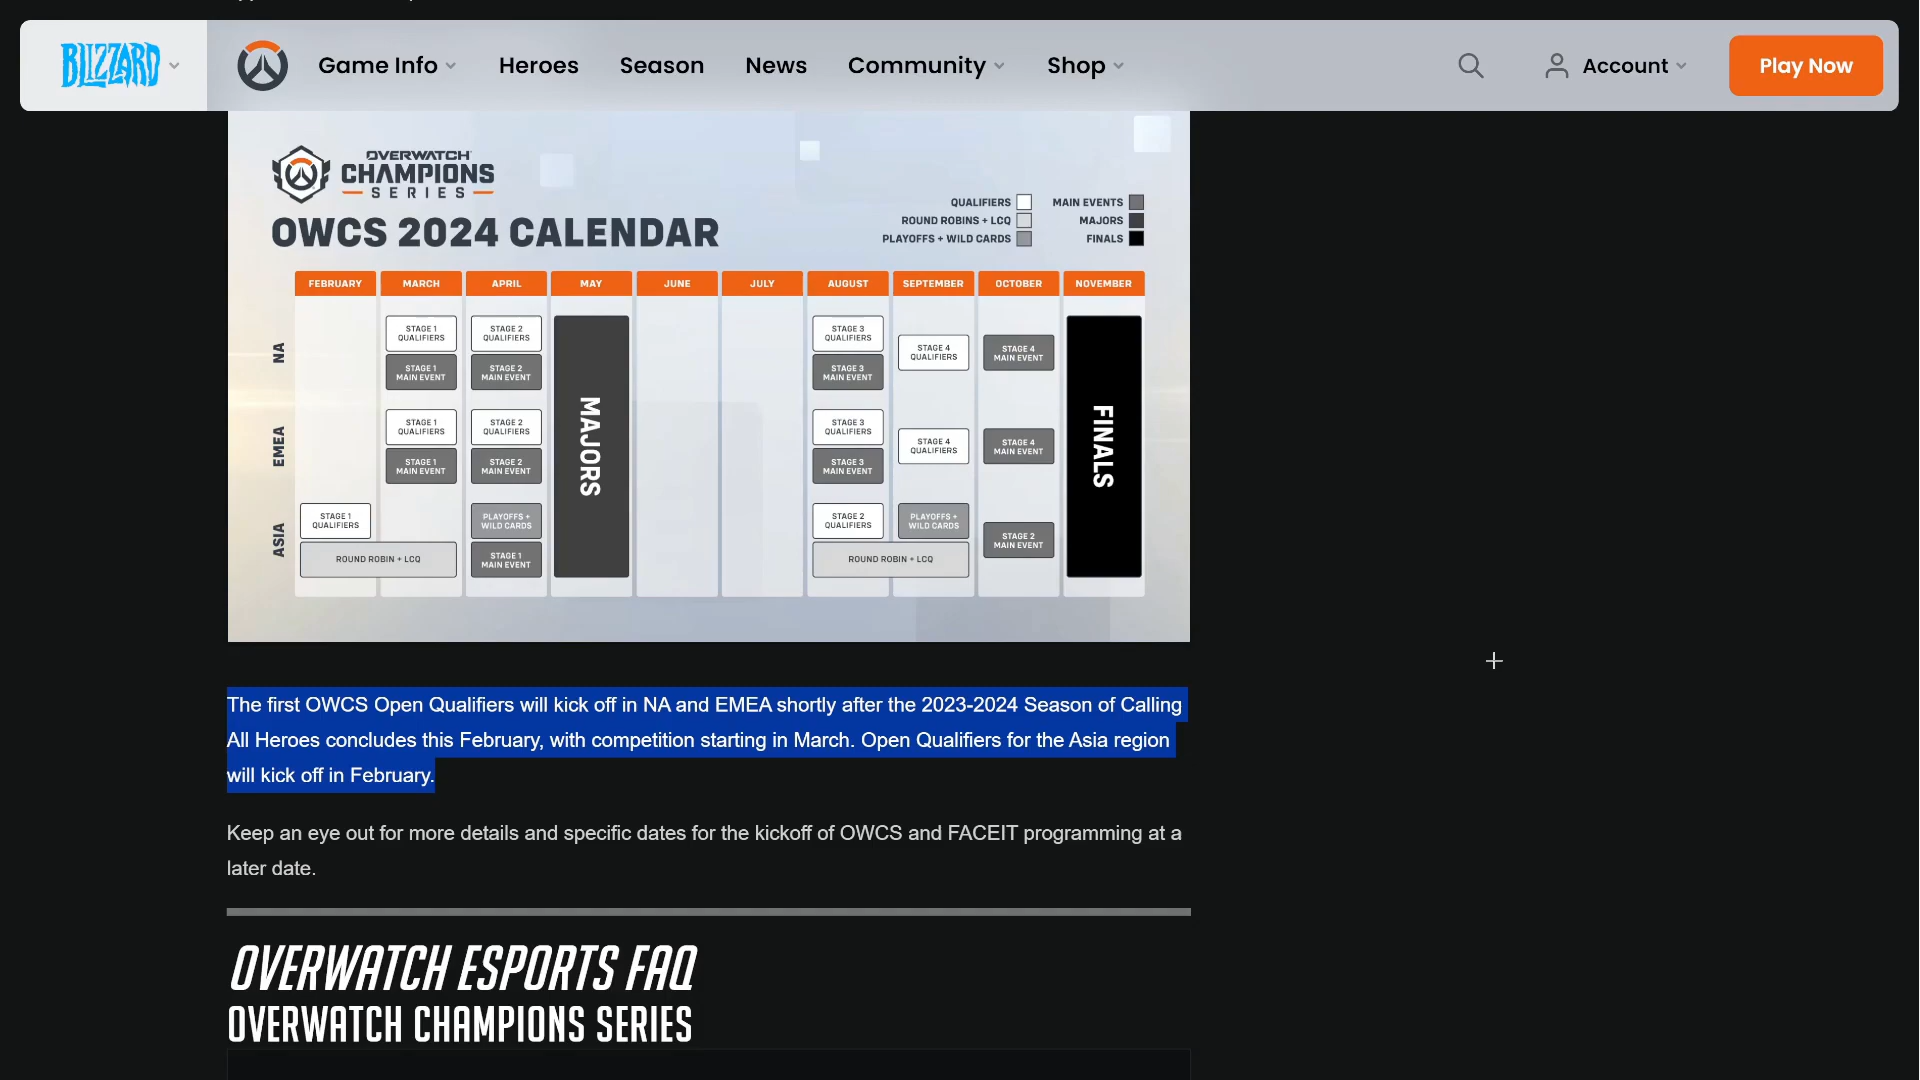 BLIZZARD
Game Info
Heroes
Season
News
Community
Shop
Account
Play Now
OVERWATCH
CHAMPIONS
SERIES
OWCS 2024 CALENDAR
QUALIFIERS
MAIN EVENTS
ROUND ROBINS + LCQ
MAJORS
PLAYOFFS + WILD CARDS
FINALS
FEBRUARY
MARCH
APRIL
MAY
JUNE
JULY
AUGUST
SEPTEMBER
OCTOBER
NOVEMBER
NA
STAGE 1
QUALIFIERS
STAGE 1
MAIN EVENT
STAGE 2
QUALIFIERS
STAGE 2
MAIN EVENT
STAGE 3
QUALIFIERS
STAGE 3
MAIN EVENT
STAGE 4
QUALIFIERS
STAGE 4
MAIN EVENT
EMEA
STAGE 1
QUALIFIERS
STAGE 1
MAIN EVENT
STAGE 2
QUALIFIERS
STAGE 2
MAIN EVENT
STAGE 3
QUALIFIERS
STAGE 3
MAIN EVENT
STAGE 4
QUALIFIERS
STAGE 4
MAIN EVENT
ASIA
STAGE 1
QUALIFIERS
ROUND ROBIN + LCQ
PLAYOFFS +
WILD CARDS
STAGE 1
MAIN EVENT
STAGE 2
QUALIFIERS
ROUND ROBIN + LCQ
PLAYOFFS +
WILD CARDS
STAGE 2
MAIN EVENT
MAJORS
FINALS
The first OWCS Open Qualifiers will kick off in NA and EMEA shortly after the 2023-2024 Season of Calling
All Heroes concludes this February, with competition starting in March. Open Qualifiers for the Asia region
will kick off in February.
Keep an eye out for more details and specific dates for the kickoff of OWCS and FACEIT programming at a
later date.
OVERWATCH ESPORTS FAQ
OVERWATCH CHAMPIONS SERIES